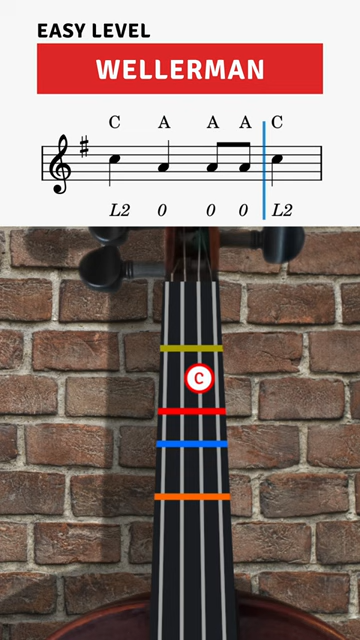 EASY LEVEL
WELLERMAN
C A A A C
L2 0 0 0 L2
C